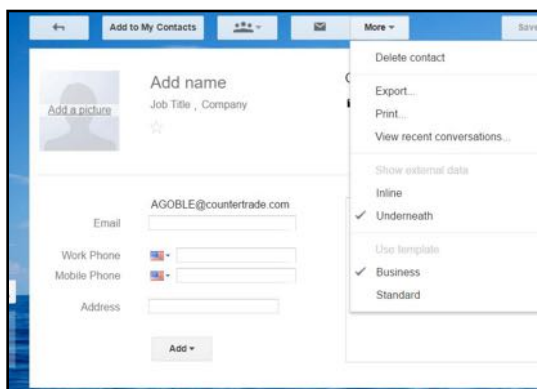 Add to My Contacts
More
Save
Delete contact
Export...
Print...
View recent conversations...
Show external data
Inline
Underneath
Use template
Business
Standard
Add a picture
Add name
Job Title , Company
AGOBLE@countertrade.com
Email
Work Phone
Mobile Phone
Address
Add